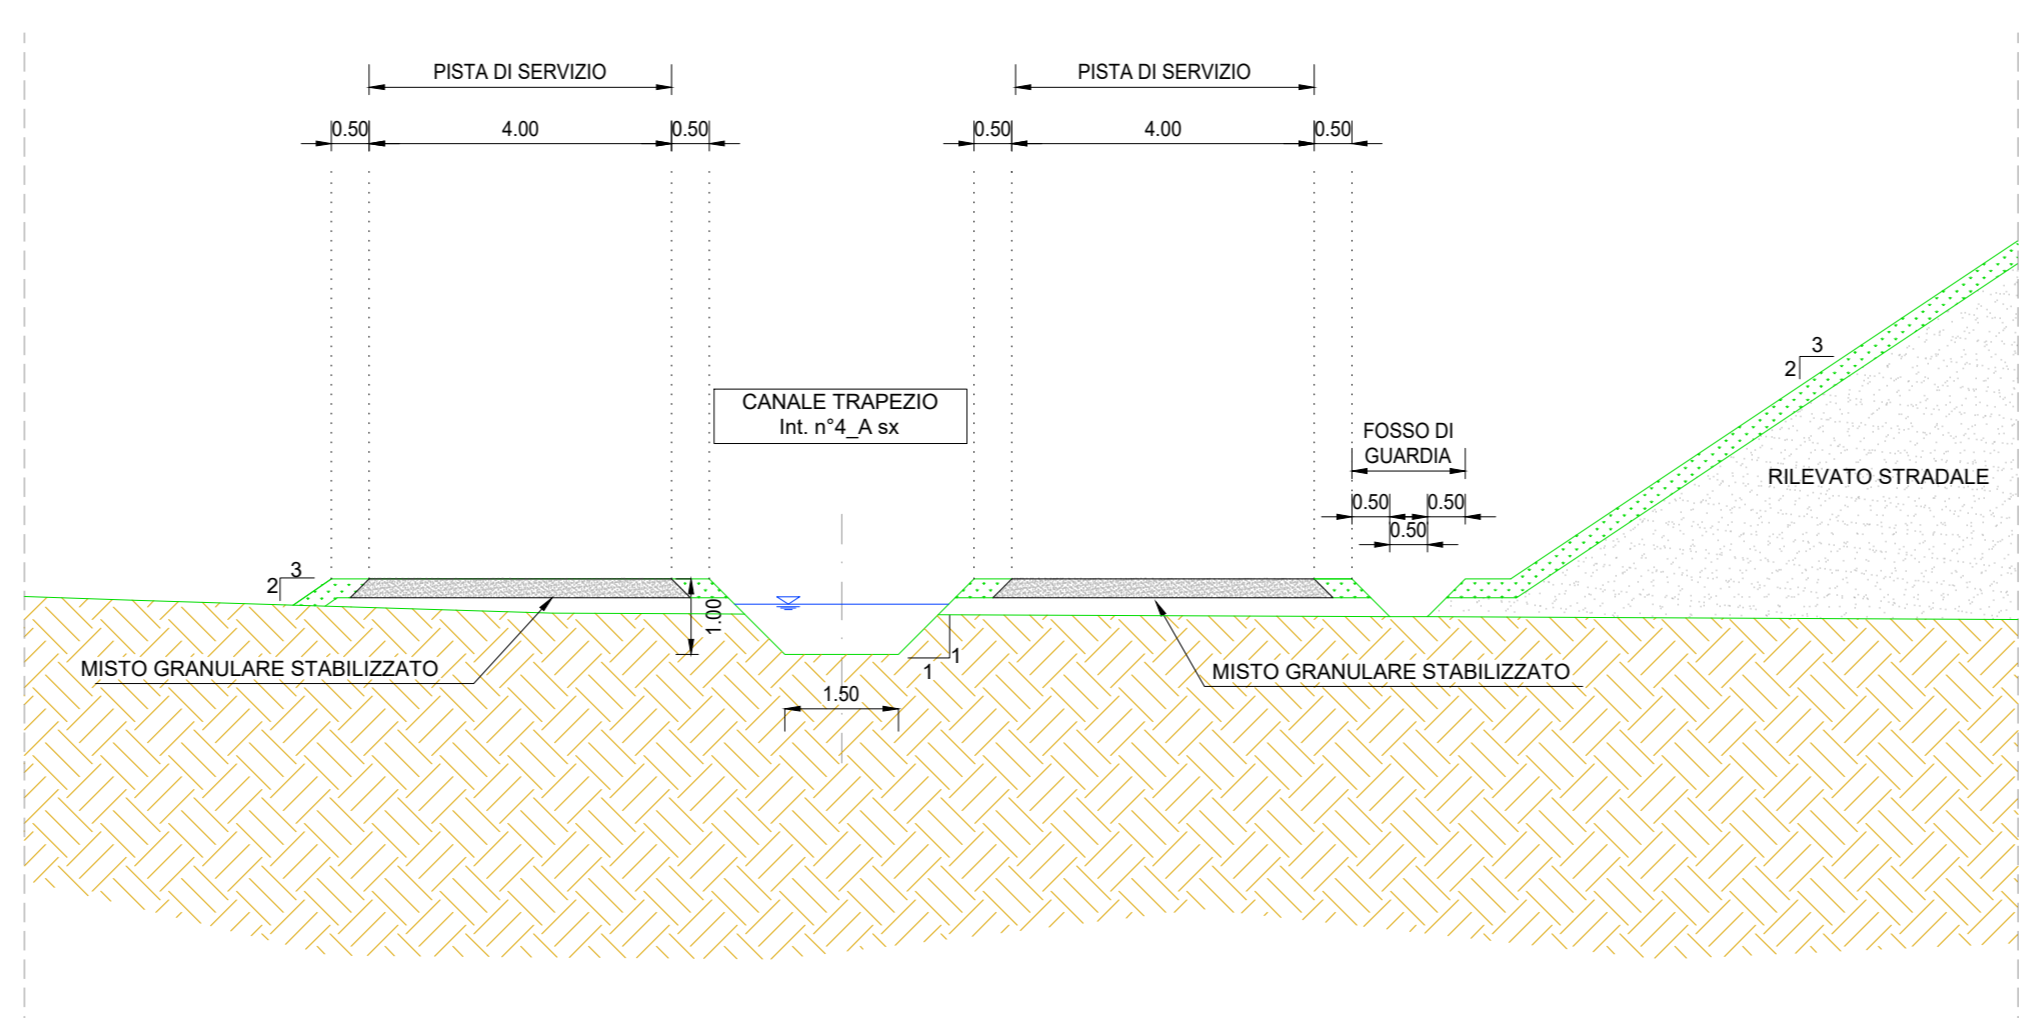 PISTA DI SERVIZIO
PISTA DI SERVIZIO
0.50 4.00 0.50
0.50 4.00 0.50
CANALE TRAPEZIO
Int. n°4_A sx
FOSSO DI
GUARDIA
0.50 0.50
0.50
3
2
RILEVATO STRADALE
3
2
1.00
1
1
MISTO GRANULARE STABILIZZATO
MISTO GRANULARE STABILIZZATO
1.50